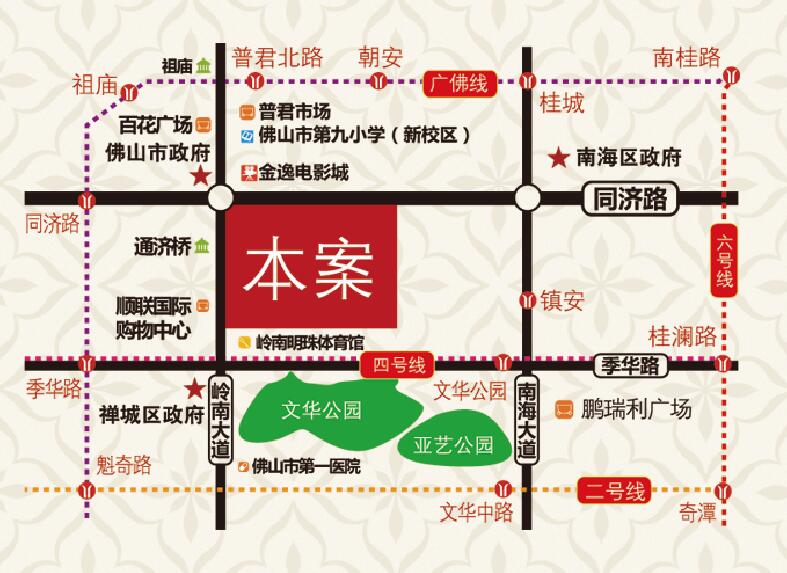 祖庙
普君北路
朝安
南桂路
祖庙
广佛线
桂城
百花广场
普君市场
佛山市政府
佛山市第九小学（新校区）
南海区政府
金逸电影城
同济路
同济路
通济桥
本案
六号线
顺联国际
购物中心
镇安
岭南明珠体育馆
桂澜路
四号线
季华路
季华路
文华公园
禅城区政府
岭南大道
文华公园
南海大道
鹏瑞利广场
亚艺公园
魁奇路
佛山市第一医院
二号线
文华中路
奇潭